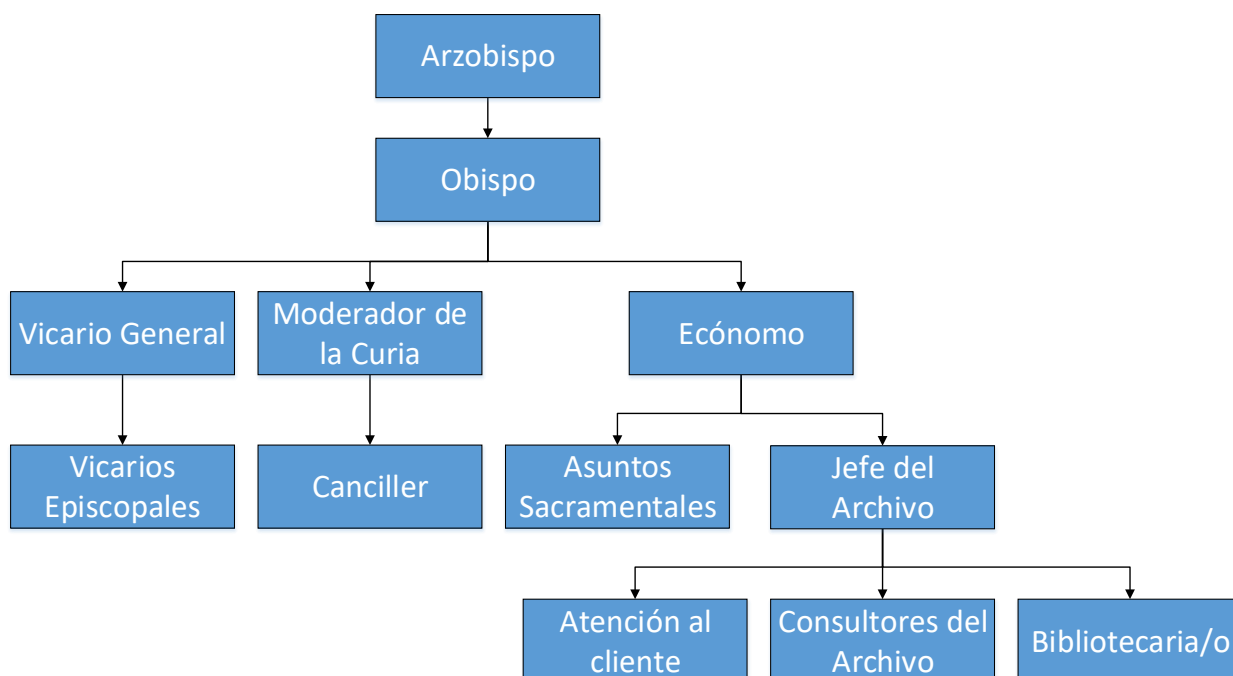 Arzobispo
Obispo
Vicario General
Moderador de
la Curia
Ecónomo
Vicarios
Episcopales
Canciller
Asuntos
Sacramentales
Jefe del
Archivo
Atención al
cliente
Consultores del
Archivo
Bibliotecaria/o